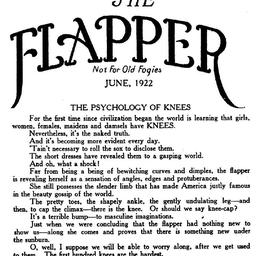 THE
FLAPPER
Not For Old Fogies
JUNE, 1922
THE PSYCHOLOGY OF KNEES
For the first time since civilization began the world is learning that girls,
women, females, maidens and damsels have KNEES.
Nevertheless, it's the naked truth.
And it's becoming more evident every day.
'Tain't necessary to roll the sox to disclose them.
The short dresses have revealed them to a gasping world.
And oh, what a shock!
Far from being a being of bewitching curves and dimples, the flapper
is revealing herself as a sensation of angles, edges and protuberances.
She still possesses the slender limb that has made America justly famous
in the beauty gossip of the world.
The pretty toes, the shapely ankle, the gently undulating leg—and
then, to cap the climax—there is the knee. Or should we say knee-cap?
It's a terrible bump—to masculine imaginations.
Just when we were concluding that the flapper had nothing new to
show us—along she comes and proves that there is something new under
the sunburn.
O, well, I suppose we will be able to worry along, after we get used
to them. The first hundred knees are the hardest.